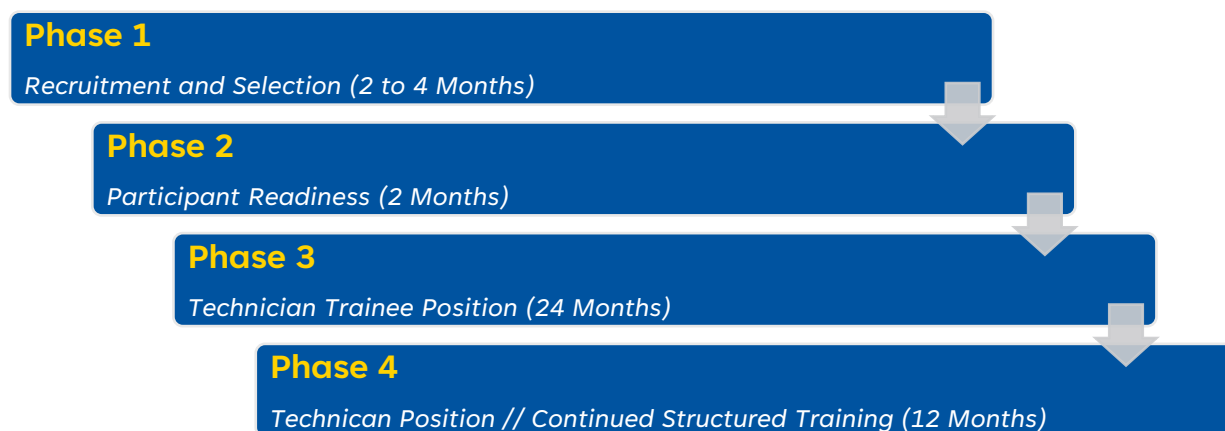 Phase 1
Recruitment and Selection (2 to 4 Months)
Phase 2
Participant Readiness (2 Months)
Phase 3
Technician Trainee Position (24 Months)
Phase 4
Technican Position // Continued Structured Training (12 Months)